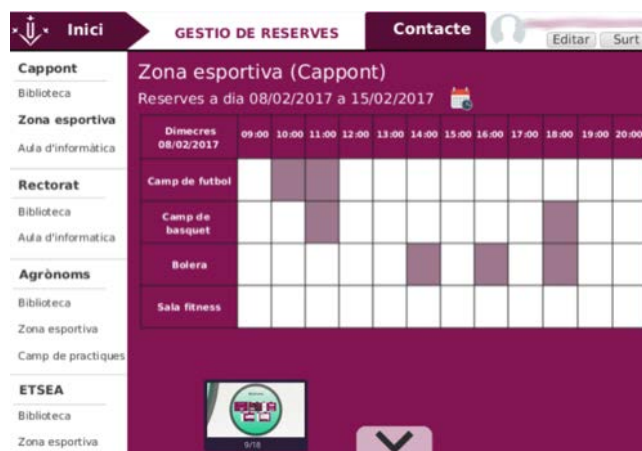 Inici
GESTIO DE RESERVES
Contacte
Editar
Surt
Cappont
Biblioteca
Zona esportiva
Aula d'informàtica
Rectorat
Biblioteca
Aula d'informatica
Agrònoms
Biblioteca
Zona esportiva
Camp de practiques
ETSEA
Biblioteca
Zona esportiva
Zona esportiva (Cappont)
Reserves a dia 08/02/2017 a 15/02/2017
Dimecres
08/02/2017
09:00 10:00 11:00 12:00 13:00 14:00 15:00 16:00 17:00 18:00 19:00 20:00
Camp de futbol
Camp de
basquet
Bolera
Sala fitness
9/18